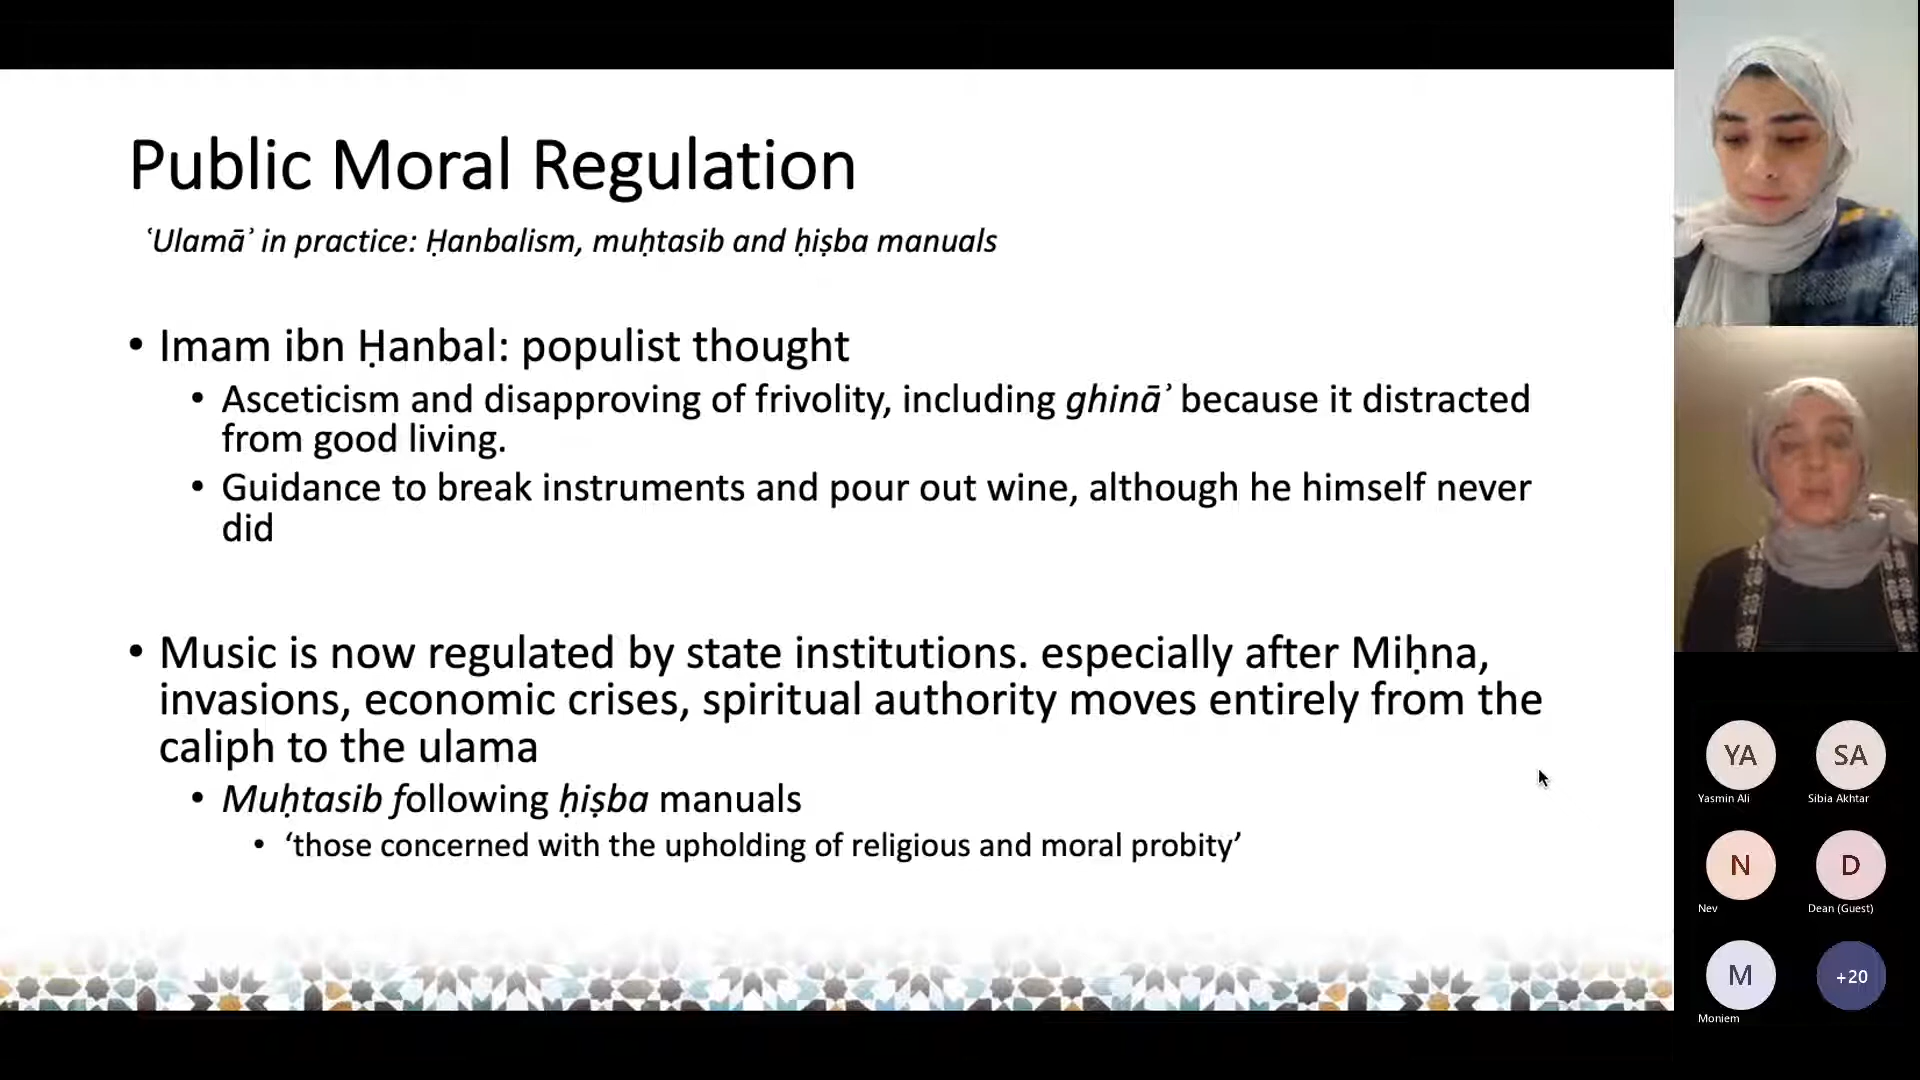 Public Moral Regulation
ʿUlamāʾ in practice: Ḥanbalism, muḥtasib and ḥiṣba manuals
• Imam ibn Ḥanbal: populist thought
• Asceticism and disapproving of frivolity, including ghināʾ because it distracted
from good living.
• Guidance to break instruments and pour out wine, although he himself never
did
• Music is now regulated by state institutions. especially after Miḥna,
invasions, economic crises, spiritual authority moves entirely from the
caliph to the ulama
• Muḥtasib following ḥiṣba manuals
• ‘those concerned with the upholding of religious and moral probity’
YA
SA
Yasmin Ali
Sibia Akhtar
N
D
Nev
Dean (Guest)
M
+20
Moniem